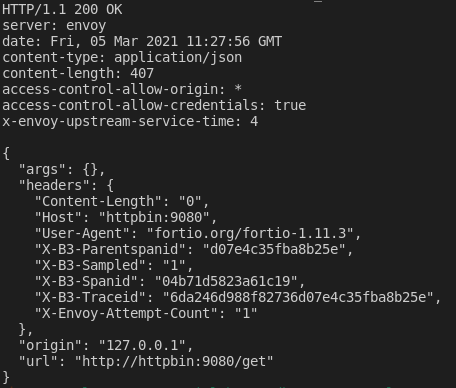 HTTP/1.1 200 OK
server: envoy
date: Fri, 05 Mar 2021 11:27:56 GMT
content-type: application/json
content-length: 407
access-control-allow-origin: *
access-control-allow-credentials: true
x-envoy-upstream-service-time: 4

{
  "args": {},
  "headers": {
    "Content-Length": "0",
    "Host": "httpbin:9080",
    "User-Agent": "fortio.org/fortio-1.11.3",
    "X-B3-Parentspanid": "d07e4c35fba8b25e",
    "X-B3-Sampled": "1",
    "X-B3-Spanid": "04b71d5823a61c19",
    "X-B3-Traceid": "6da246d988f82736d07e4c35fba8b25e",
    "X-Envoy-Attempt-Count": "1"
  },
  "origin": "127.0.0.1",
  "url": "http://httpbin:9080/get"
}